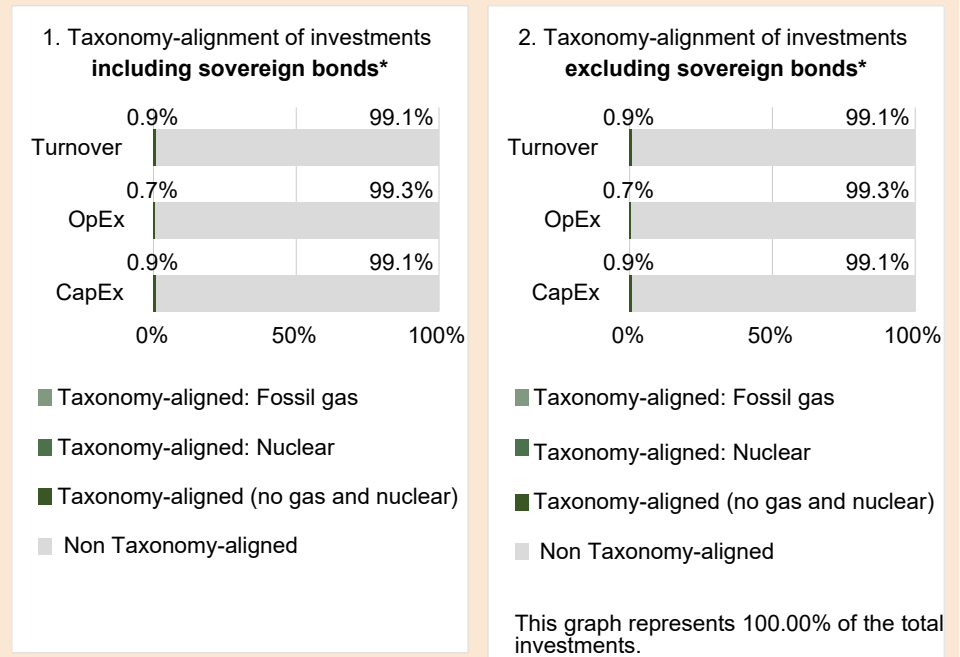 1. Taxonomy-alignment of investments
including sovereign bonds*
0.9% 99.1%
Turnover
0.7% 99.3%
OpEx
0.9% 99.1%
CapEx
0% 50% 100%
Taxonomy-aligned: Fossil gas
Taxonomy-aligned: Nuclear
Taxonomy-aligned (no gas and nuclear)
Non Taxonomy-aligned
2. Taxonomy-alignment of investments
excluding sovereign bonds*
0.9% 99.1%
Turnover
0.7% 99.3%
OpEx
0.9% 99.1%
CapEx
0% 50% 100%
Taxonomy-aligned: Fossil gas
Taxonomy-aligned: Nuclear
Taxonomy-aligned (no gas and nuclear)
Non Taxonomy-aligned
This graph represents 100.00% of the total
investments.